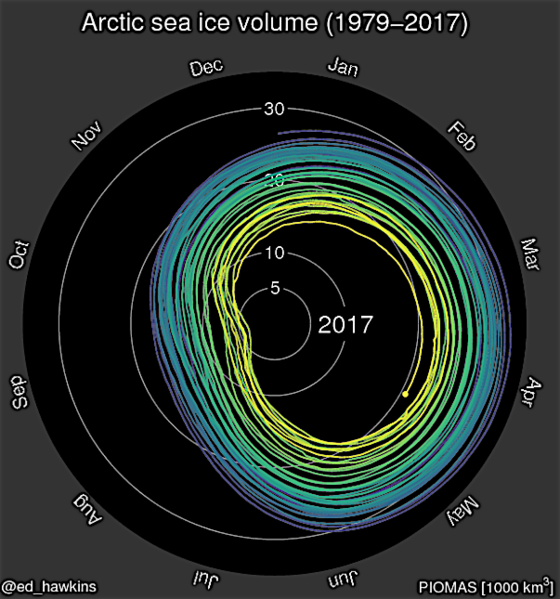 Arctic sea ice volume (1979–2017)
Dec
Jan
Nov
Feb
30
20
Oct
Mar
10
5
2017
Sep
Apr
Aug
May
Jul
Jun
@ed_hawkins
PIOMAS [1000 km³]